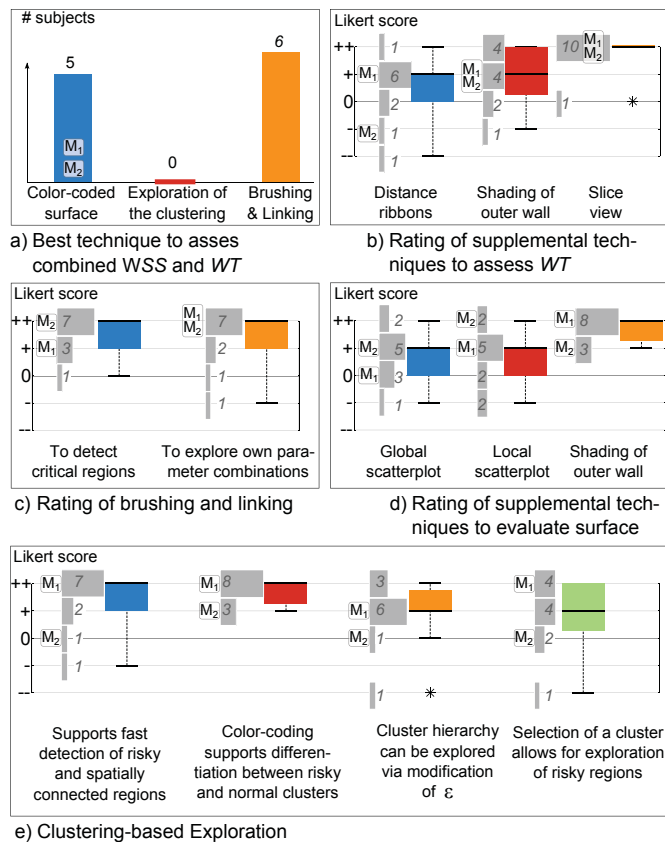 # subjects
5
0
6
M1
M2
Color-coded surface
Exploration of the clustering
Brushing & Linking
a) Best technique to asses combined WSS and WT
Likert score
++
+
0
-
--
1
M1 6
2
M2 1
1
4
M1 M2 4
2
1
10 M1 M2
1
*
Distance ribbons
Shading of outer wall
Slice view
b) Rating of supplemental tech-
niques to assess WT
Likert score
++
+
0
-
--
M2 7
M1 3
1
M1 M2 7
2
1
1
To detect critical regions
To explore own para-
meter combinations
c) Rating of brushing and linking
Likert score
++
+
0
-
--
2
M2 5
M1 3
1
M2 2
M1 5
2
2
M1 8
M2 3
Global scatterplot
Local scatterplot
Shading of outer wall
d) Rating of supplemental tech-
niques to evaluate surface
Likert score
++
+
0
-
--
M1 7
2
M2 1
1
M1 8
M2 3
3
M1 6
M2 1
1
*
M1 4
4
M2 2
1
Supports fast
detection of risky
and spatially
connected regions
Color-coding
supports differen-
tiation between risky
and normal clusters
Cluster hierarchy
can be explored
via modification
of ε
Selection of a cluster
allows for exploration
of risky regions
e) Clustering-based Exploration